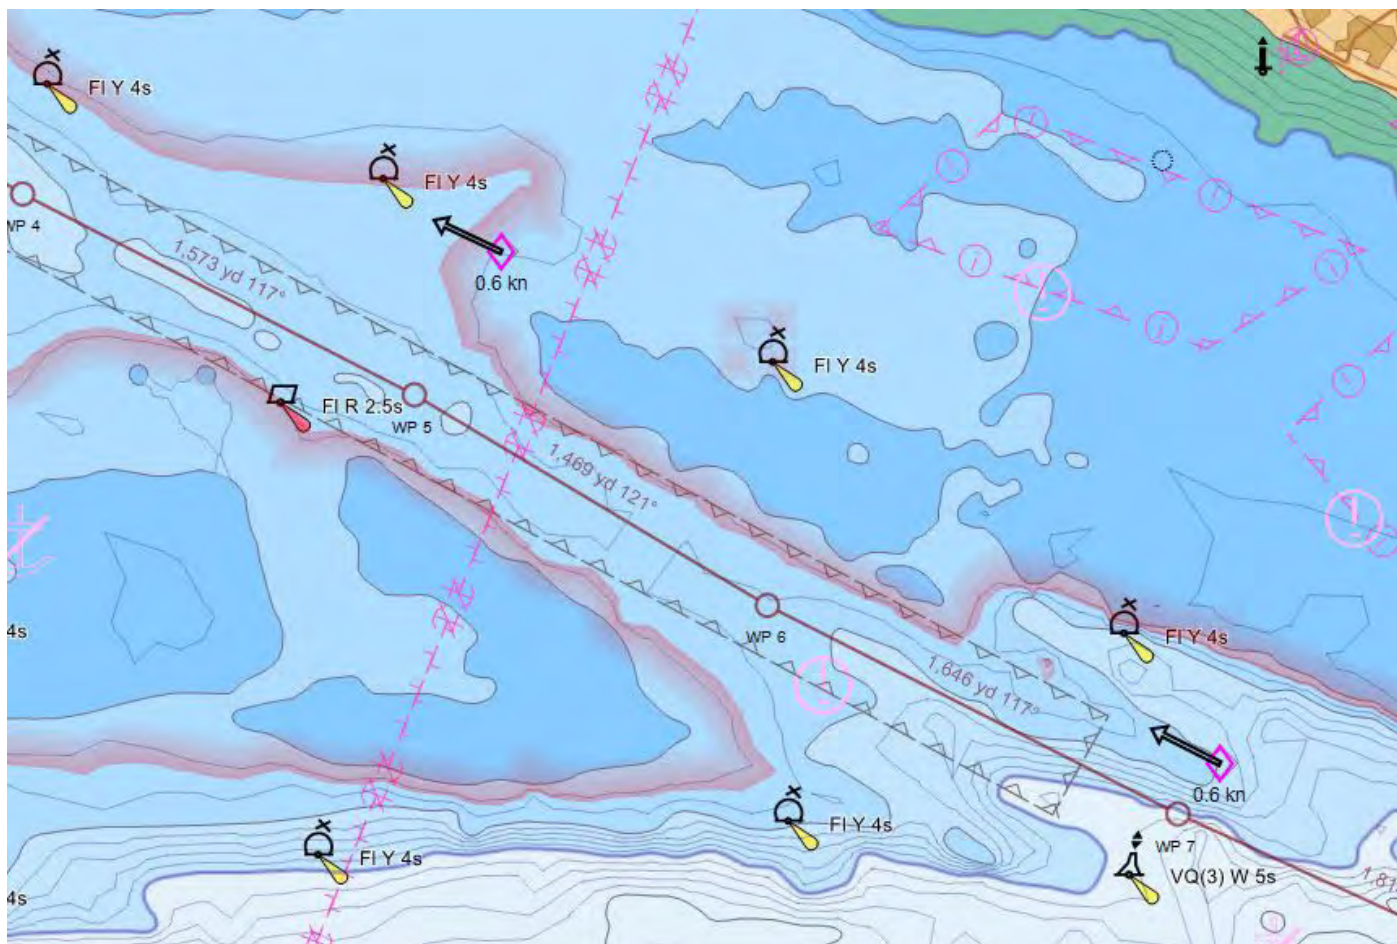 Fl Y 4s
Fl Y 4s
WP 4
1,573 yd 117°
0.6 kn
Fl Y 4s
Fl R 2.5s
WP 5
1,469 yd 121°
4s
WP 6
Fl Y 4s
1,646 yd 117°
0.6 kn
Fl Y 4s
Fl Y 4s
WP 7
VQ(3) W 5s
4s